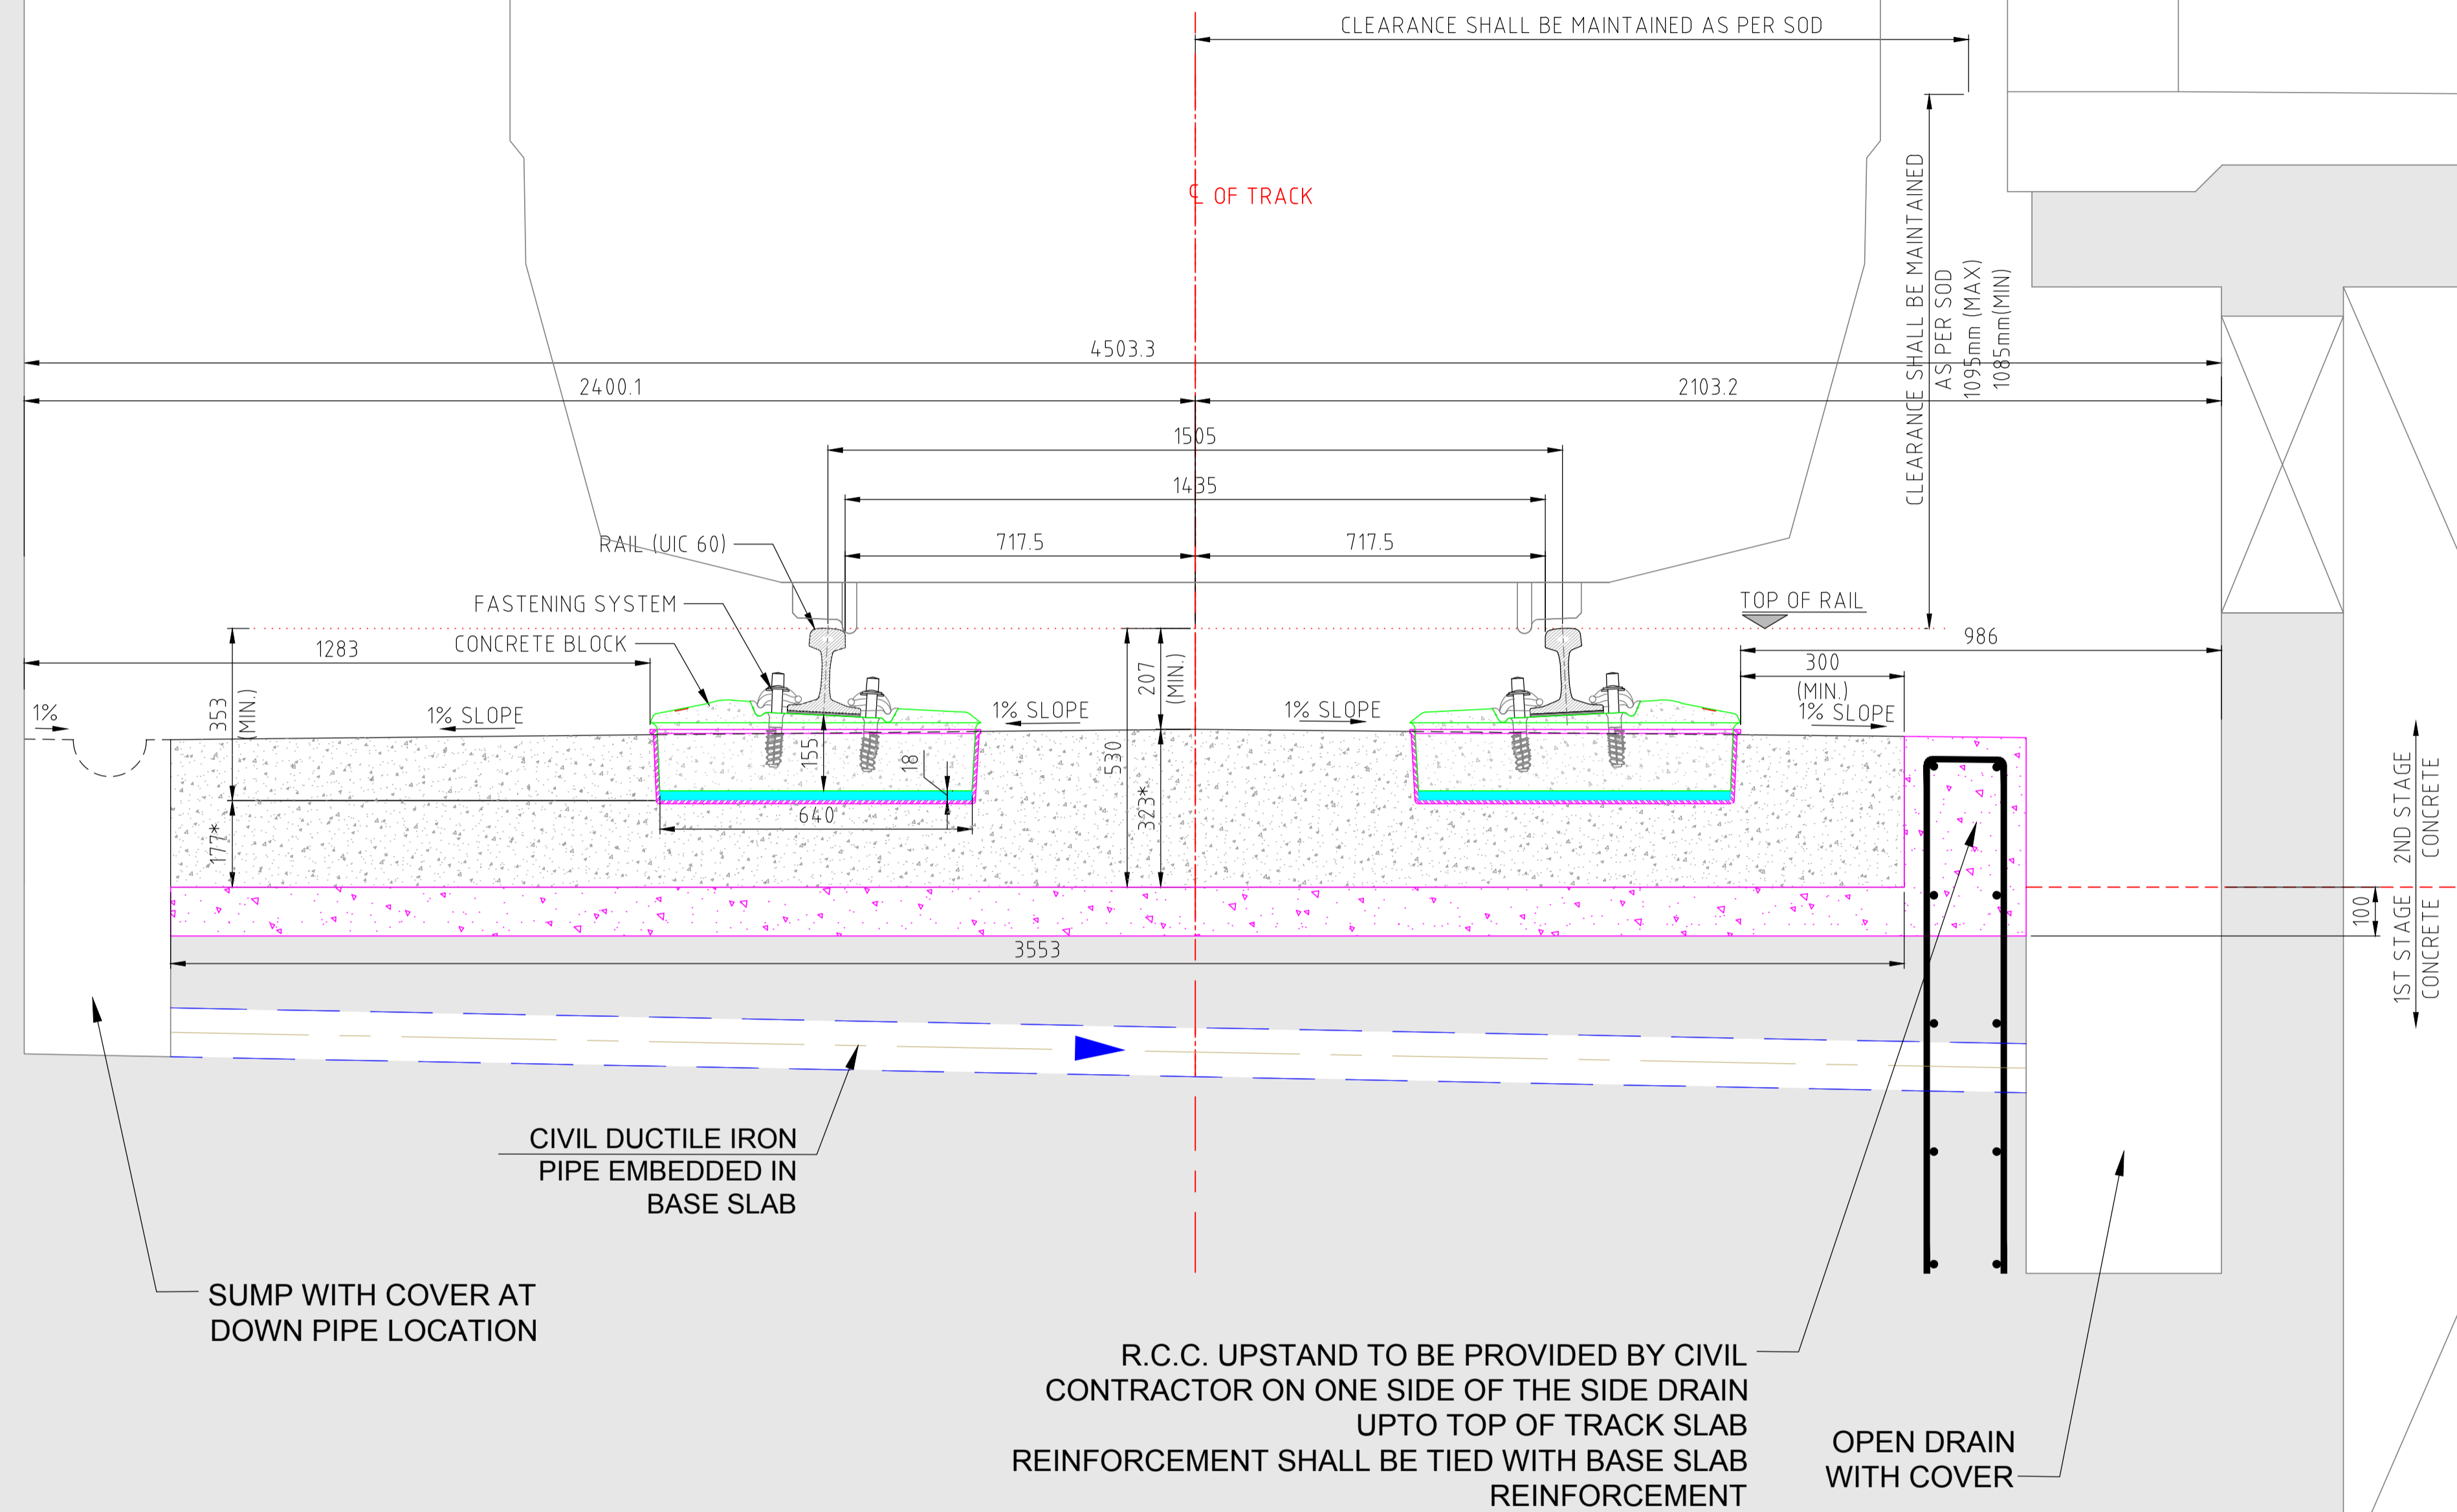 CLEARANCE SHALL BE MAINTAINED AS PER SOD
℄ OF TRACK
CLEARANCE SHALL BE MAINTAINED
AS PER SOD
1095mm (MAX)
1085mm(MIN)
4503.3
2400.1
2103.2
1505
1435
717.5
717.5
RAIL (UIC 60)
FASTENING SYSTEM
CONCRETE BLOCK
TOP OF RAIL
986
300
(MIN.)
1283
353
(MIN.)
207
(MIN.)
1%
1% SLOPE
1% SLOPE
1% SLOPE
1% SLOPE
155
18
530
323*
640
177*
3553
2ND STAGE
CONCRETE
1ST STAGE
CONCRETE
100
CIVIL DUCTILE IRON
PIPE EMBEDDED IN
BASE SLAB
SUMP WITH COVER AT
DOWN PIPE LOCATION
R.C.C. UPSTAND TO BE PROVIDED BY CIVIL
CONTRACTOR ON ONE SIDE OF THE SIDE DRAIN
UPTO TOP OF TRACK SLAB
REINFORCEMENT SHALL BE TIED WITH BASE SLAB
REINFORCEMENT
OPEN DRAIN
WITH COVER